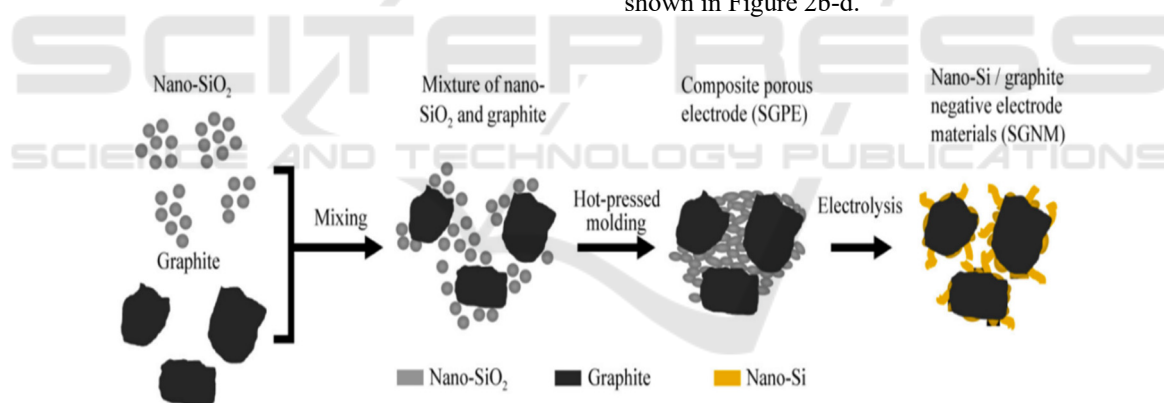 shown in Figure 2b-d.
SCITEPRESS
SCIENCE AND TECHNOLOGY PUBLICATIONS
Nano-SiO₂
Graphite
Mixing
Mixture of nano-
SiO₂ and graphite
Hot-pressed
molding
Composite porous
electrode (SGPE)
Electrolysis
Nano-Si / graphite
negative electrode
materials (SGNM)
Nano-SiO₂
Graphite
Nano-Si